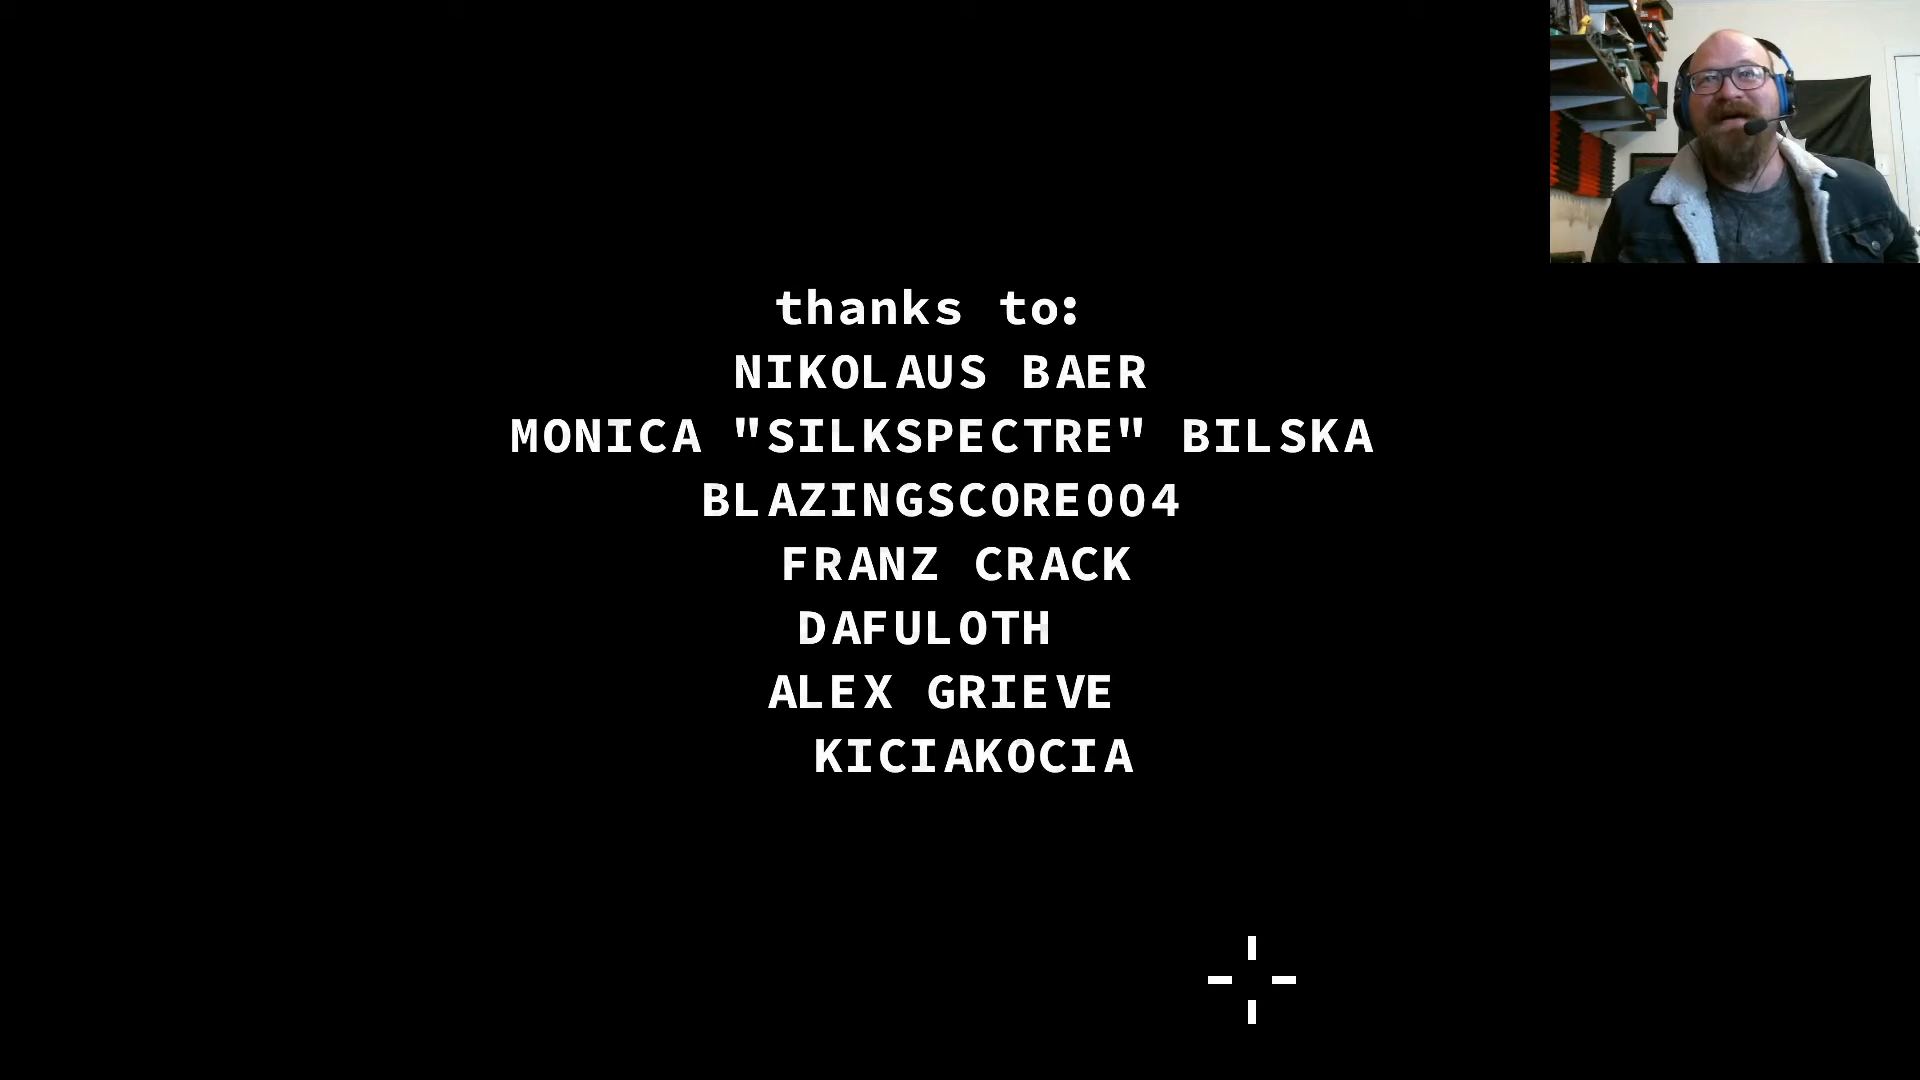 thanks to:
NIKOLAUS BAER
MONICA "SILKSPECTRE" BILSKA
BLAZINGSCORE004
FRANZ CRACK
DAFULOTH
ALEX GRIEVE
KICIAKOCIA